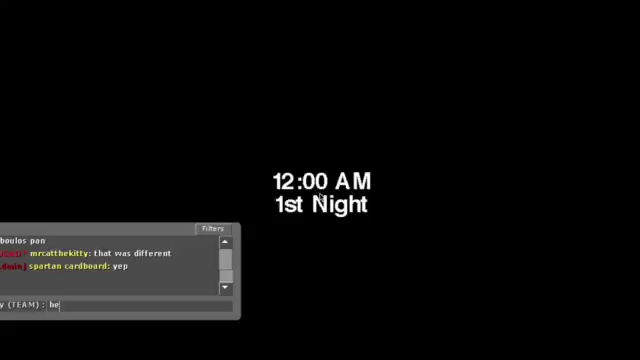 12:00 AM
1st Night
Filters
boulos pan
mrcatthekitty: that was different
spartan cardboard: yep
y (TEAM) : he